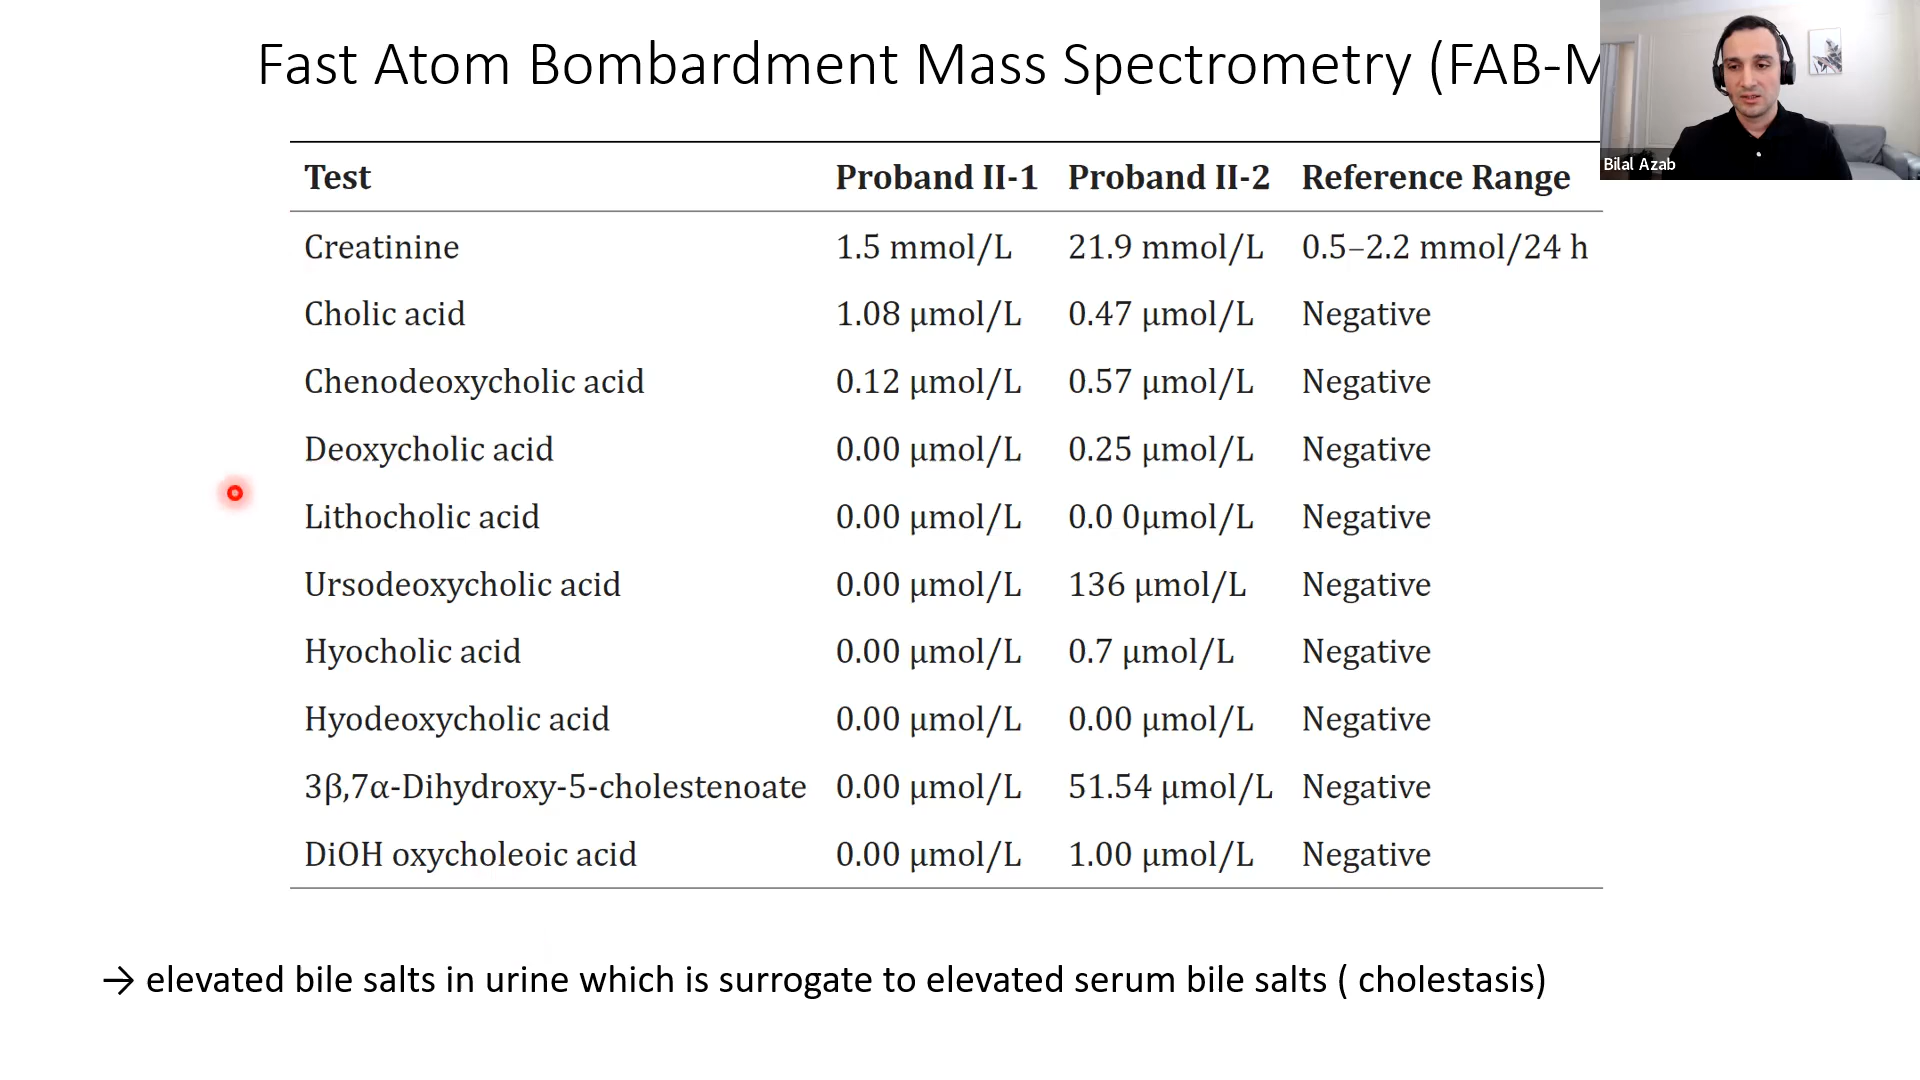 Fast Atom Bombardment Mass Spectrometry (FAB-M
Bilal Azab
Test Proband II-1 Proband II-2 Reference Range
Creatinine 1.5 mmol/L 21.9 mmol/L 0.5–2.2 mmol/24 h
Cholic acid 1.08 μmol/L 0.47 μmol/L Negative
Chenodeoxycholic acid 0.12 μmol/L 0.57 μmol/L Negative
Deoxycholic acid 0.00 μmol/L 0.25 μmol/L Negative
Lithocholic acid 0.00 μmol/L 0.0 0μmol/L Negative
Ursodeoxycholic acid 0.00 μmol/L 136 μmol/L Negative
Hyocholic acid 0.00 μmol/L 0.7 μmol/L Negative
Hyodeoxycholic acid 0.00 μmol/L 0.00 μmol/L Negative
3β,7α-Dihydroxy-5-cholestenoate 0.00 μmol/L 51.54 μmol/L Negative
DiOH oxycholeoic acid 0.00 μmol/L 1.00 μmol/L Negative
→ elevated bile salts in urine which is surrogate to elevated serum bile salts ( cholestasis)